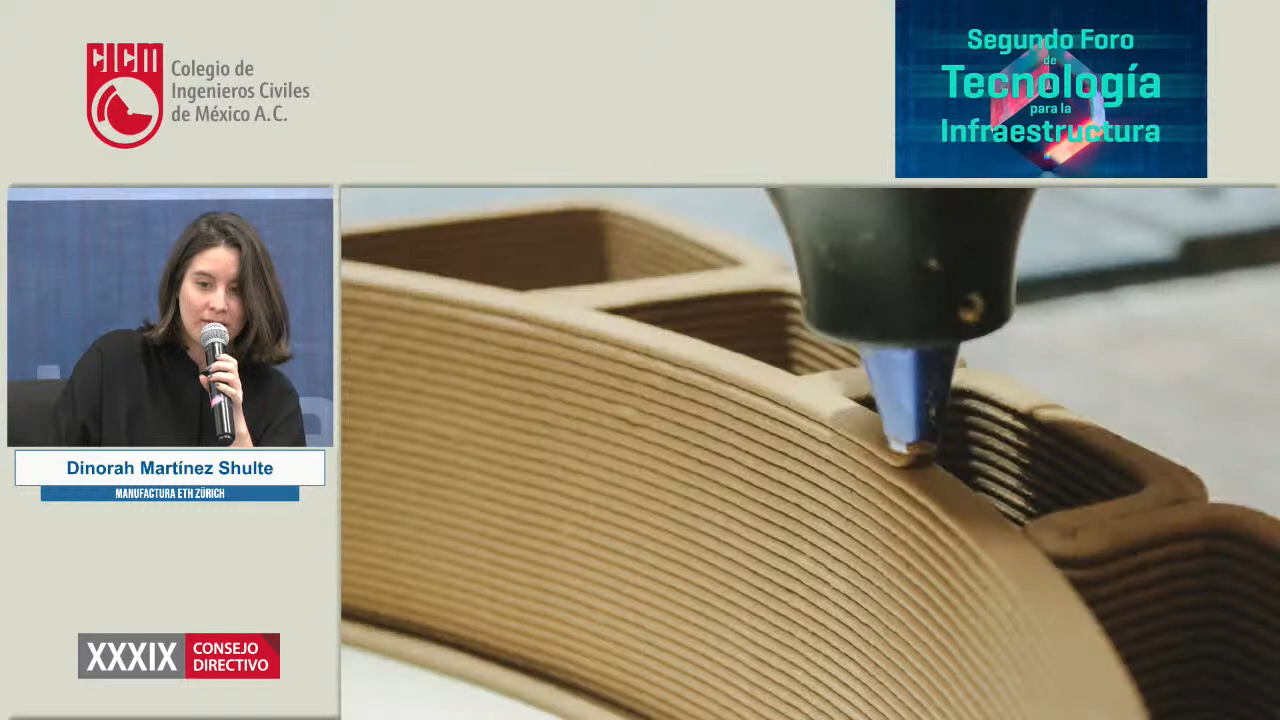 CICM
Colegio de
Ingenieros Civiles
de México A.C.
Segundo Foro
de
Tecnología
para la
Infraestructura
Dinorah Martínez Shulte
MANUFACTURA ETH ZÜRICH
XXXIX
CONSEJO
DIRECTIVO